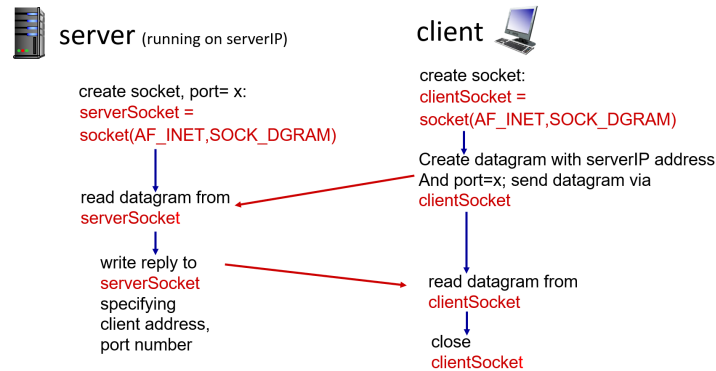 server (running on serverIP)
create socket, port= x:
serverSocket =
socket(AF_INET,SOCK_DGRAM)
read datagram from
serverSocket
write reply to
serverSocket
specifying
client address,
port number
client
create socket:
clientSocket =
socket(AF_INET,SOCK_DGRAM)
Create datagram with serverIP address
And port=x; send datagram via
clientSocket
read datagram from
clientSocket
close
clientSocket